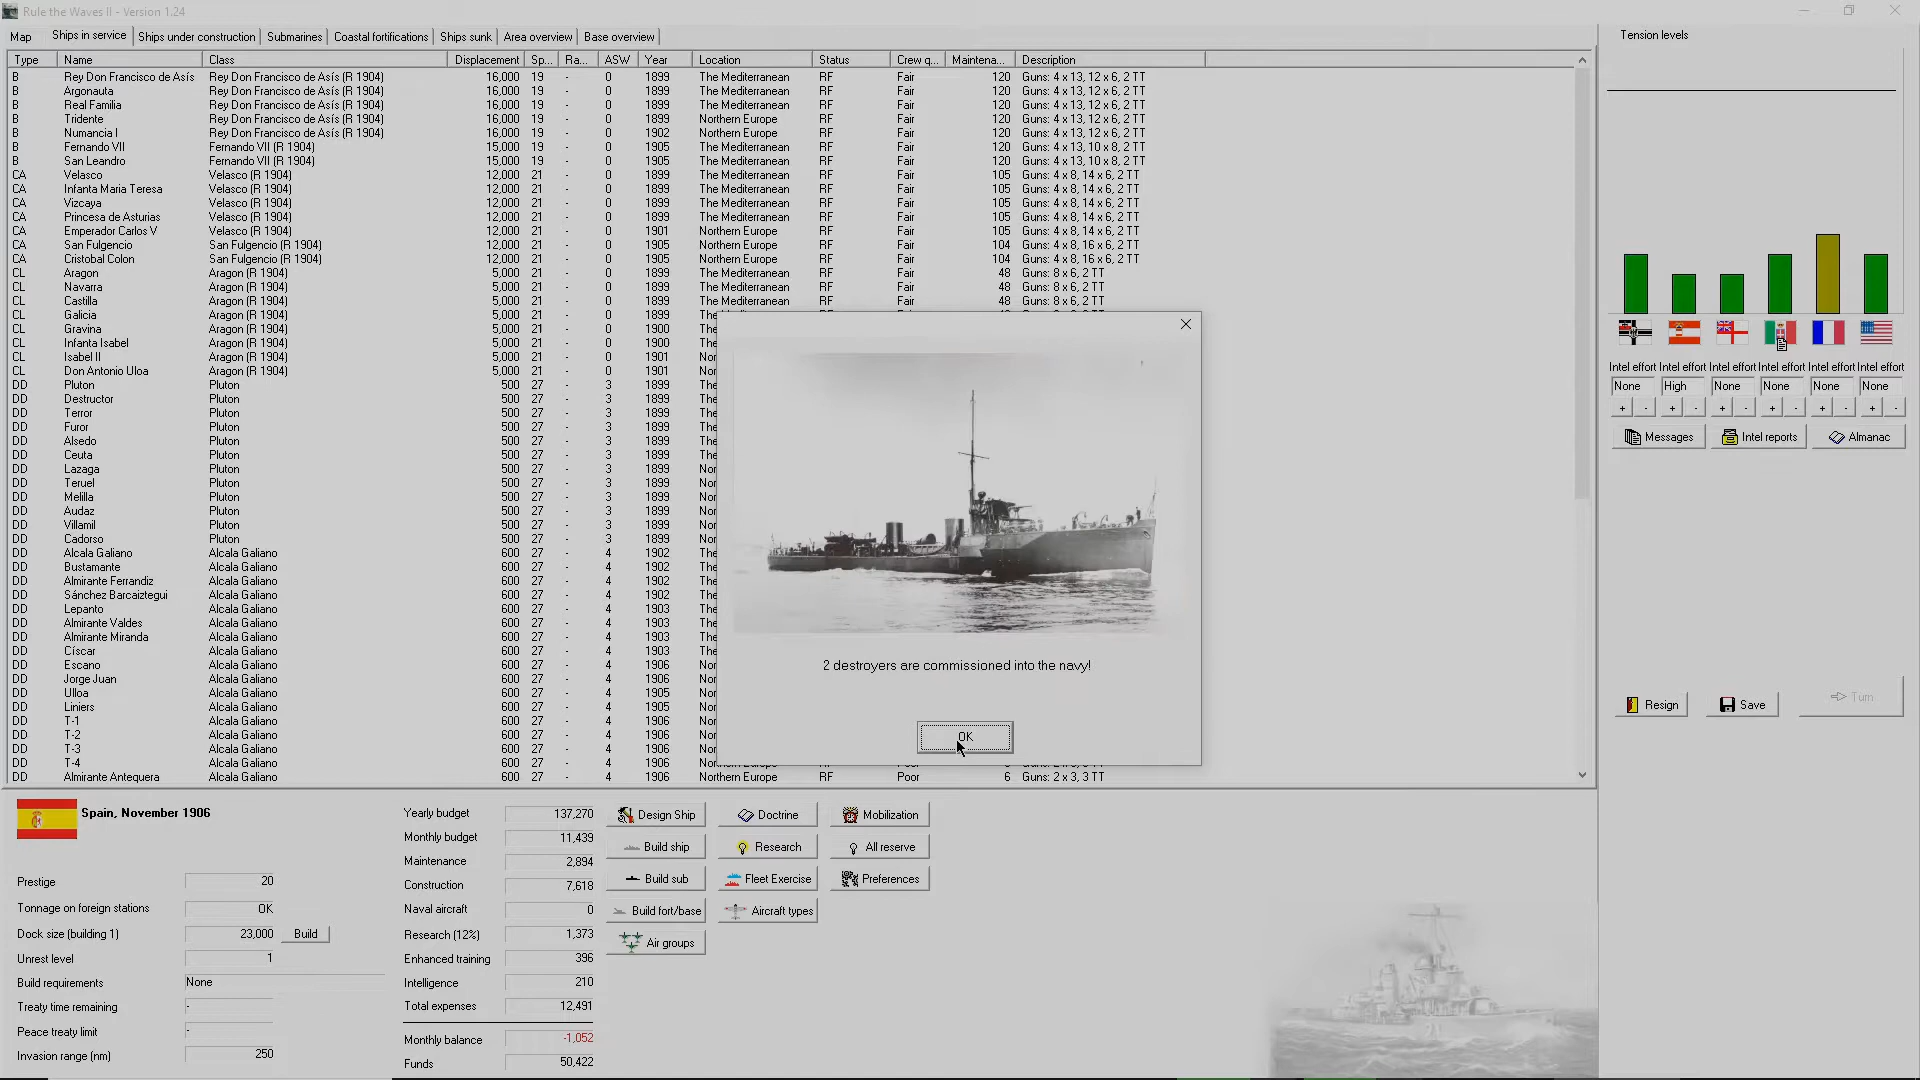 Rule the Waves II - Version 1.24
Map Ships in service Ships under construction Submarines Coastal fortifications Ships sunk Area overview Base overview
Type Name Class Displacement Sp... Ra... ASW Year Location Status Crew q... Maintena... Description
B Rey Don Francisco de Asís Rey Don Francisco de Asís (R 1904) 16,000 19 - 0 1899 The Mediterranean RF Fair 120 Guns: 4 x 13, 12 x 6, 2 TT
B Argonauta Rey Don Francisco de Asís (R 1904) 16,000 19 - 0 1899 The Mediterranean RF Fair 120 Guns: 4 x 13, 12 x 6, 2 TT
B Real Familia Rey Don Francisco de Asís (R 1904) 16,000 19 - 0 1899 The Mediterranean RF Fair 120 Guns: 4 x 13, 12 x 6, 2 TT
B Tridente Rey Don Francisco de Asís (R 1904) 16,000 19 - 0 1899 Northern Europe RF Fair 120 Guns: 4 x 13, 12 x 6, 2 TT
B Numancia I Rey Don Francisco de Asís (R 1904) 16,000 19 - 0 1902 Northern Europe RF Fair 120 Guns: 4 x 13, 12 x 6, 2 TT
B Fernando VII Fernando VII (R 1904) 15,000 19 - 0 1905 The Mediterranean RF Fair 120 Guns: 4 x 13, 10 x 8, 2 TT
B San Leandro Fernando VII (R 1904) 15,000 19 - 0 1905 The Mediterranean RF Fair 120 Guns: 4 x 13, 10 x 8, 2 TT
CA Velasco Velasco (R 1904) 12,000 21 - 0 1899 The Mediterranean RF Fair 105 Guns: 4 x 8, 14 x 6, 2 TT
CA Infanta Maria Teresa Velasco (R 1904) 12,000 21 - 0 1899 The Mediterranean RF Fair 105 Guns: 4 x 8, 14 x 6, 2 TT
CA Vizcaya Velasco (R 1904) 12,000 21 - 0 1899 The Mediterranean RF Fair 105 Guns: 4 x 8, 14 x 6, 2 TT
CA Princesa de Asturias Velasco (R 1904) 12,000 21 - 0 1899 The Mediterranean RF Fair 105 Guns: 4 x 8, 14 x 6, 2 TT
CA Emperador Carlos V Velasco (R 1904) 12,000 21 - 0 1901 Northern Europe RF Fair 105 Guns: 4 x 8, 14 x 6, 2 TT
CA San Fulgencio San Fulgencio (R 1904) 12,000 21 - 0 1905 Northern Europe RF Fair 104 Guns: 4 x 8, 16 x 6, 2 TT
CA Cristobal Colon San Fulgencio (R 1904) 12,000 21 - 0 1905 Northern Europe RF Fair 104 Guns: 4 x 8, 16 x 6, 2 TT
CL Aragon Aragon (R 1904) 5,000 21 - 0 1899 The Mediterranean RF Fair 48 Guns: 8 x 6, 2 TT
CL Navarra Aragon (R 1904) 5,000 21 - 0 1899 The Mediterranean RF Fair 48 Guns: 8 x 6, 2 TT
CL Castilla Aragon (R 1904) 5,000 21 - 0 1899 The Mediterranean RF Fair 48 Guns: 8 x 6, 2 TT
CL Galicia Aragon (R 1904) 5,000 21 - 0 1899
CL Gravina Aragon (R 1904) 5,000 21 - 0 1900
CL Infanta Isabel Aragon (R 1904) 5,000 21 - 0 1900
CL Isabel II Aragon (R 1904) 5,000 21 - 0 1901
CL Don Antonio Uloa Aragon (R 1904) 5,000 21 - 0 1901
DD Pluton Pluton 500 27 - 3 1899 The
DD Destructor Pluton 500 27 - 3 1899 The
DD Terror Pluton 500 27 - 3 1899 The
DD Furor Pluton 500 27 - 3 1899 The
DD Alsedo Pluton 500 27 - 3 1899 The
DD Ceuta Pluton 500 27 - 3 1899 The
DD Lazaga Pluton 500 27 - 3 1899 Nor
DD Teruel Pluton 500 27 - 3 1899 The
DD Melilla Pluton 500 27 - 3 1899 Nor
DD Audaz Pluton 500 27 - 3 1899 Nor
DD Villamil Pluton 500 27 - 3 1899 Nor
DD Cadorso Pluton 500 27 - 3 1899 Nor
DD Alcala Galiano Alcala Galiano 600 27 - 4 1902 The
DD Bustamante Alcala Galiano 600 27 - 4 1902 The
DD Almirante Ferrandiz Alcala Galiano 600 27 - 4 1902 The
DD Sánchez Barcaiztegui Alcala Galiano 600 27 - 4 1902 The
DD Lepanto Alcala Galiano 600 27 - 4 1903 The
DD Almirante Valdes Alcala Galiano 600 27 - 4 1903 The
DD Almirante Miranda Alcala Galiano 600 27 - 4 1903 The
DD Císcar Alcala Galiano 600 27 - 4 1903 The
DD Escano Alcala Galiano 600 27 - 4 1906 Nor
DD Jorge Juan Alcala Galiano 600 27 - 4 1906 Nor
DD Ulloa Alcala Galiano 600 27 - 4 1905 Nor
DD Liniers Alcala Galiano 600 27 - 4 1905 Nor
DD T-1 Alcala Galiano 600 27 - 4 1906 Nor
DD T-2 Alcala Galiano 600 27 - 4 1906 Nor
DD T-3 Alcala Galiano 600 27 - 4 1906 Nor
DD T-4 Alcala Galiano 600 27 - 4 1906 Nor
DD Almirante Antequera Alcala Galiano 600 27 - 4 1906 Northern Europe RF Poor 6 Guns: 2 x 3, 3 TT
2 destroyers are commissioned into the navy!
OK
Tension levels
Intel effort Intel effort Intel effort Intel effort Intel effort Intel effort
None High None None None None
+ - + - + - + - + - + -
Messages Intel reports Almanac
Resign Save Turn
Spain, November 1906
Prestige 20
Tonnage on foreign stations OK
Dock size (building 1) 23,000 Build
Unrest level 1
Build requirements None
Treaty time remaining -
Peace treaty limit -
Invasion range (nm) 250
Yearly budget 137,270
Monthly budget 11,439
Maintenance 2,894
Construction 7,618
Naval aircraft 0
Research (12%) 1,373
Enhanced training 396
Intelligence 210
Total expenses 12,491
Monthly balance -1,052
Funds 50,422
Design Ship Doctrine Mobilization
Build ship Research All reserve
Build sub Fleet Exercise Preferences
Build fort/base Aircraft types
Air groups